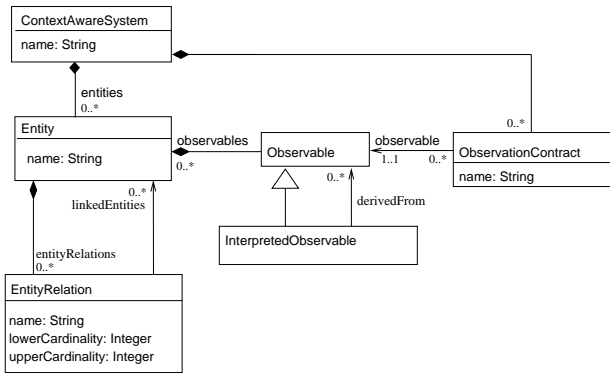 ContextAwareSystem
name: String
entities
0..*
0..*
Entity
name: String
observables
0..*
Observable
observable
1..1
0..*
ObservationContract
name: String
0..*
linkedEntities
0..*
derivedFrom
InterpretedObservable
entityRelations
0..*
EntityRelation
name: String
lowerCardinality: Integer
upperCardinality: Integer